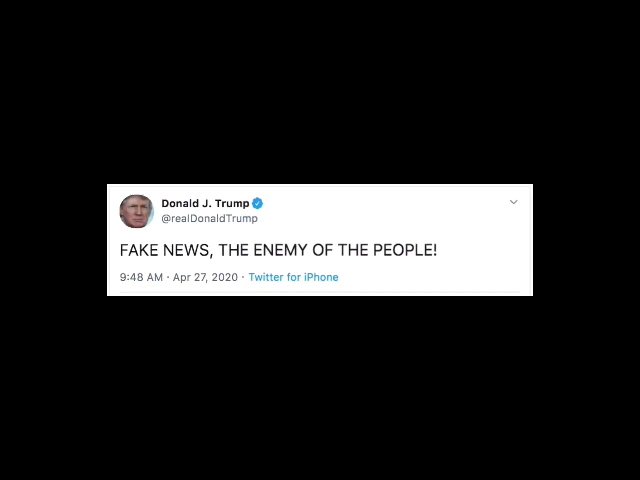 Donald J. Trump
@realDonaldTrump
FAKE NEWS, THE ENEMY OF THE PEOPLE!
9:48 AM · Apr 27, 2020 · Twitter for iPhone